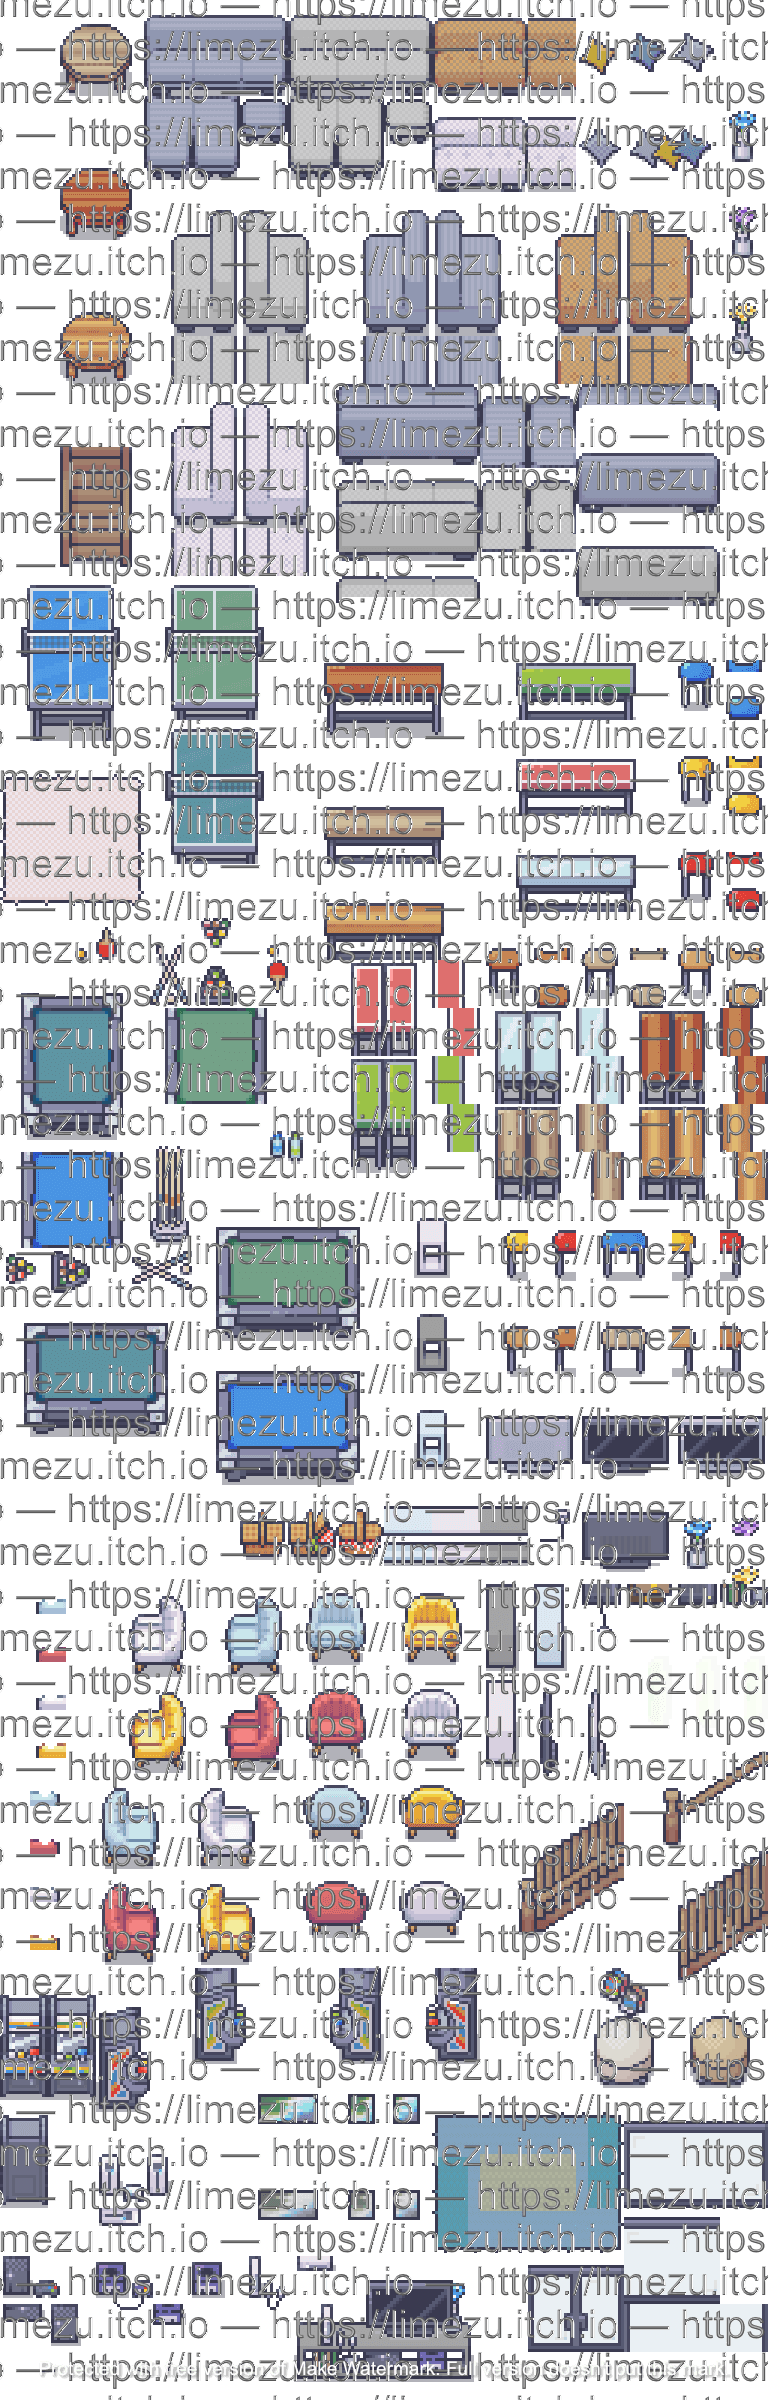 mezu.itch.io — https://limezu.itch.io — https
— https://limezu.itch.io — https://limezu.itch
mezu.itch.io — https://limezu.itch.io — https
— https://limezu.itch.io — https://limezu.itch
mezu.itch.io — https://limezu.itch.io — https
— https://limezu.itch.io — https://limezu.itch
mezu.itch.io — https://limezu.itch.io — https
— https://limezu.itch.io — https://limezu.itch
mezu.itch.io — https://limezu.itch.io — https
— https://limezu.itch.io — https://limezu.itch
mezu.itch.io — https://limezu.itch.io — https
— https://limezu.itch.io — https://limezu.itch
mezu.itch.io — https://limezu.itch.io — https
— https://limezu.itch.io — https://limezu.itch
mezu.itch.io — https://limezu.itch.io — https
— https://limezu.itch.io — https://limezu.itch
mezu.itch.io — https://limezu.itch.io — https
— https://limezu.itch.io — https://limezu.itch
mezu.itch.io — https://limezu.itch.io — https
— https://limezu.itch.io — https://limezu.itch
mezu.itch.io — https://limezu.itch.io — https
— https://limezu.itch.io — https://limezu.itch
mezu.itch.io — https://limezu.itch.io — https
— https://limezu.itch.io — https://limezu.itch
mezu.itch.io — https://limezu.itch.io — https
— https://limezu.itch.io — https://limezu.itch
mezu.itch.io — https://limezu.itch.io — https
— https://limezu.itch.io — https://limezu.itch
mezu.itch.io — https://limezu.itch.io — https
— https://limezu.itch.io — https://limezu.itch
mezu.itch.io — https://limezu.itch.io — https
— https://limezu.itch.io — https://limezu.itch
mezu.itch.io — https://limezu.itch.io — https
— https://limezu.itch.io — https://limezu.itch
mezu.itch.io — https://limezu.itch.io — https
— https://limezu.itch.io — https://limezu.itch
mezu.itch.io — https://limezu.itch.io — https
— https://limezu.itch.io — https://limezu.itch
mezu.itch.io — https://limezu.itch.io — https
— https://limezu.itch.io — https://limezu.itch
mezu.itch.io — https://limezu.itch.io — https
— https://limezu.itch.io — https://limezu.itch
mezu.itch.io — https://limezu.itch.io — https
— https://limezu.itch.io — https://limezu.itch
mezu.itch.io — https://limezu.itch.io — https
— https://limezu.itch.io — https://limezu.itch
mezu.itch.io — https://limezu.itch.io — https
— https://limezu.itch.io — https://limezu.itch
mezu.itch.io — https://limezu.itch.io — https
— https://limezu.itch.io — https://limezu.itch
mezu.itch.io — https://limezu.itch.io — https
— https://limezu.itch.io — https://limezu.itch
mezu.itch.io — https://limezu.itch.io — https
— https://limezu.itch.io — https://limezu.itch
Protected with free version of Make Watermark. Full version doesn't put this mark.